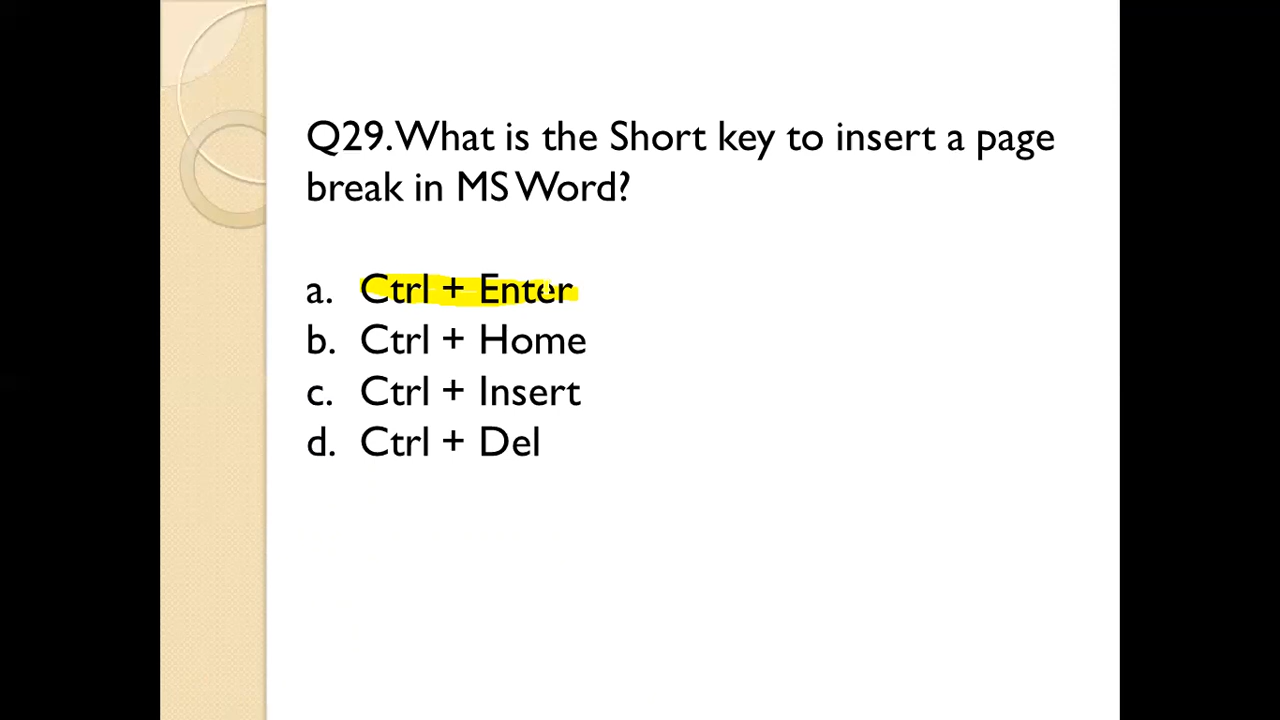 Q29. What is the Short key to insert a page
break in MS Word?
a. Ctrl + Enter
b. Ctrl + Home
c. Ctrl + Insert
d. Ctrl + Del